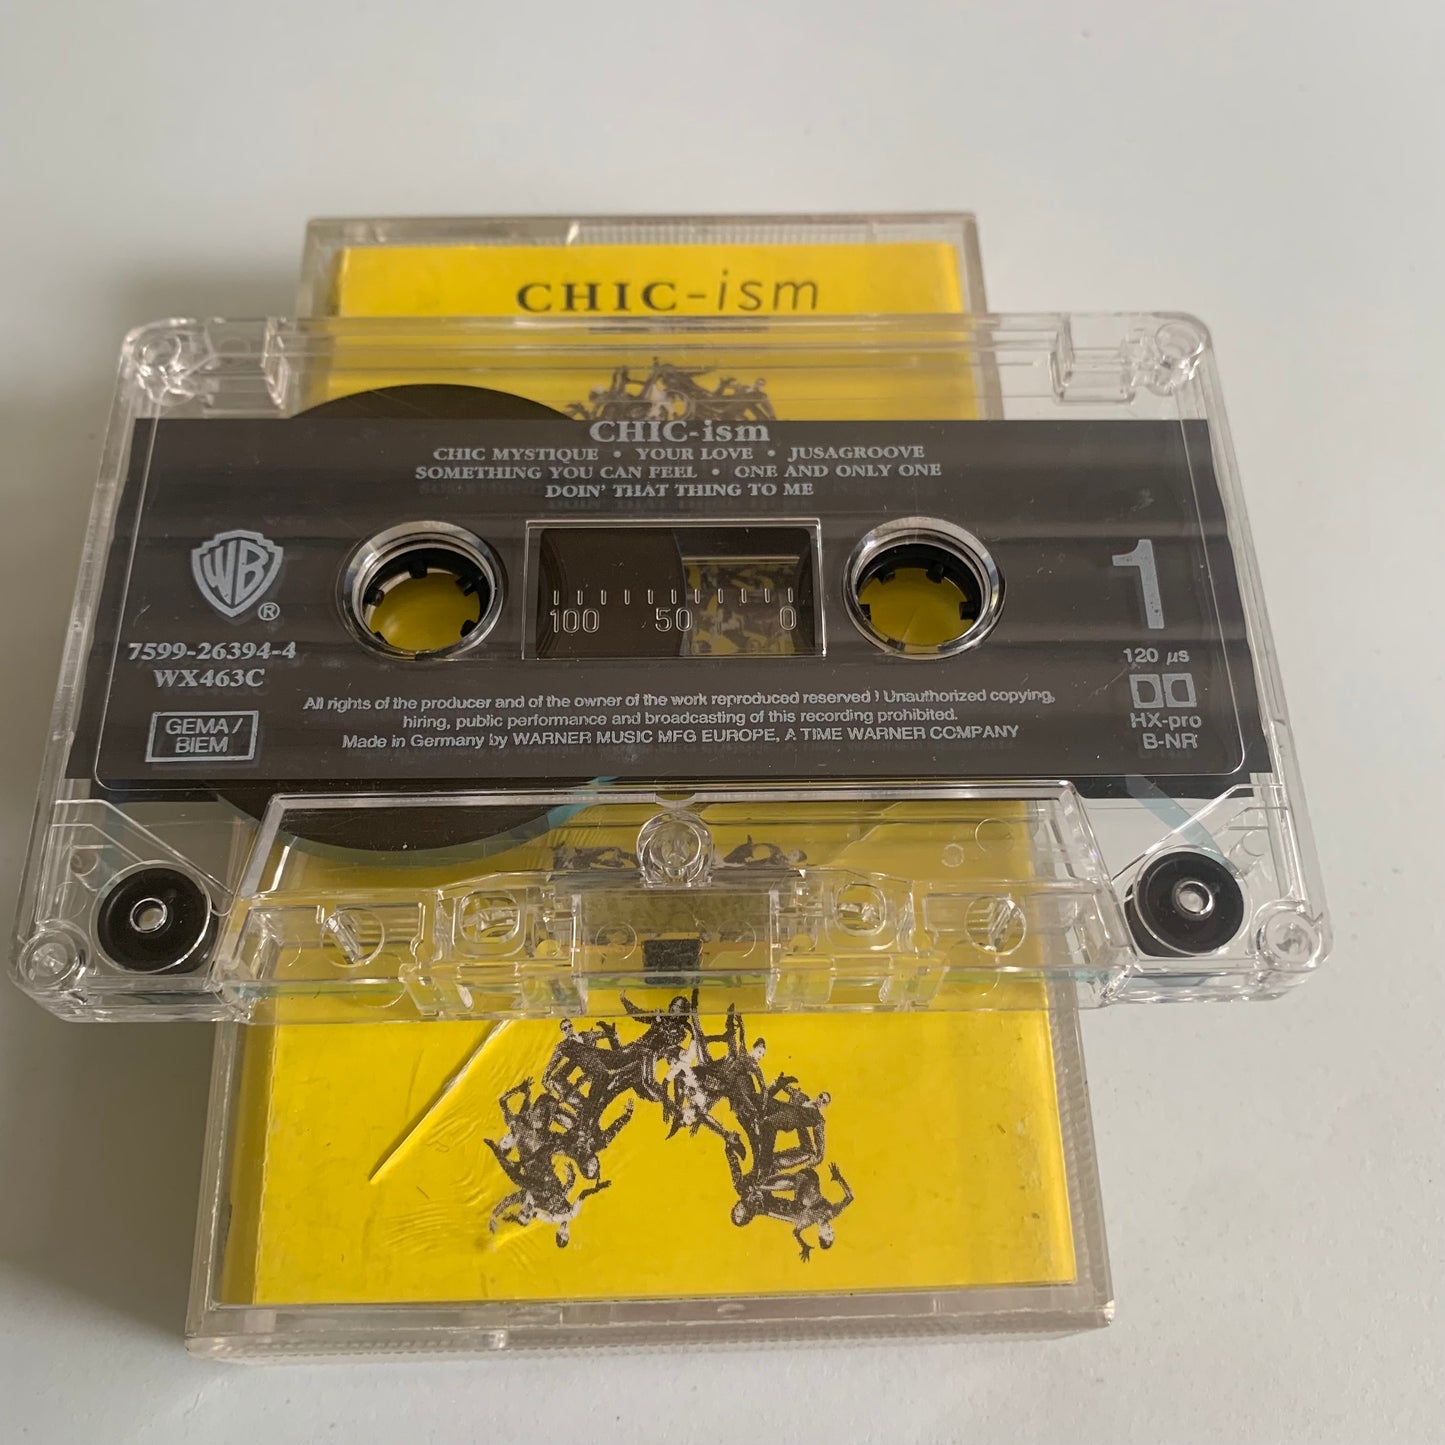 CHIC-ism
CHIC-ism
CHIC MYSTIQUE • YOUR LOVE • JUSAGROOVE
SOMETHING YOU CAN FEEL • ONE AND ONLY ONE
DOIN' THAT THING TO ME
WB
®
7599-26394-4
WX463C
GEMA/
BIEM
100 50 0
1
120 μs
HX-pro
B-NR
All rights of the producer and of the owner of the work reproduced reserved ! Unauthorized copying,
hiring, public performance and broadcasting of this recording prohibited.
Made in Germany by WARNER MUSIC MFG EUROPE, A TIME WARNER COMPANY